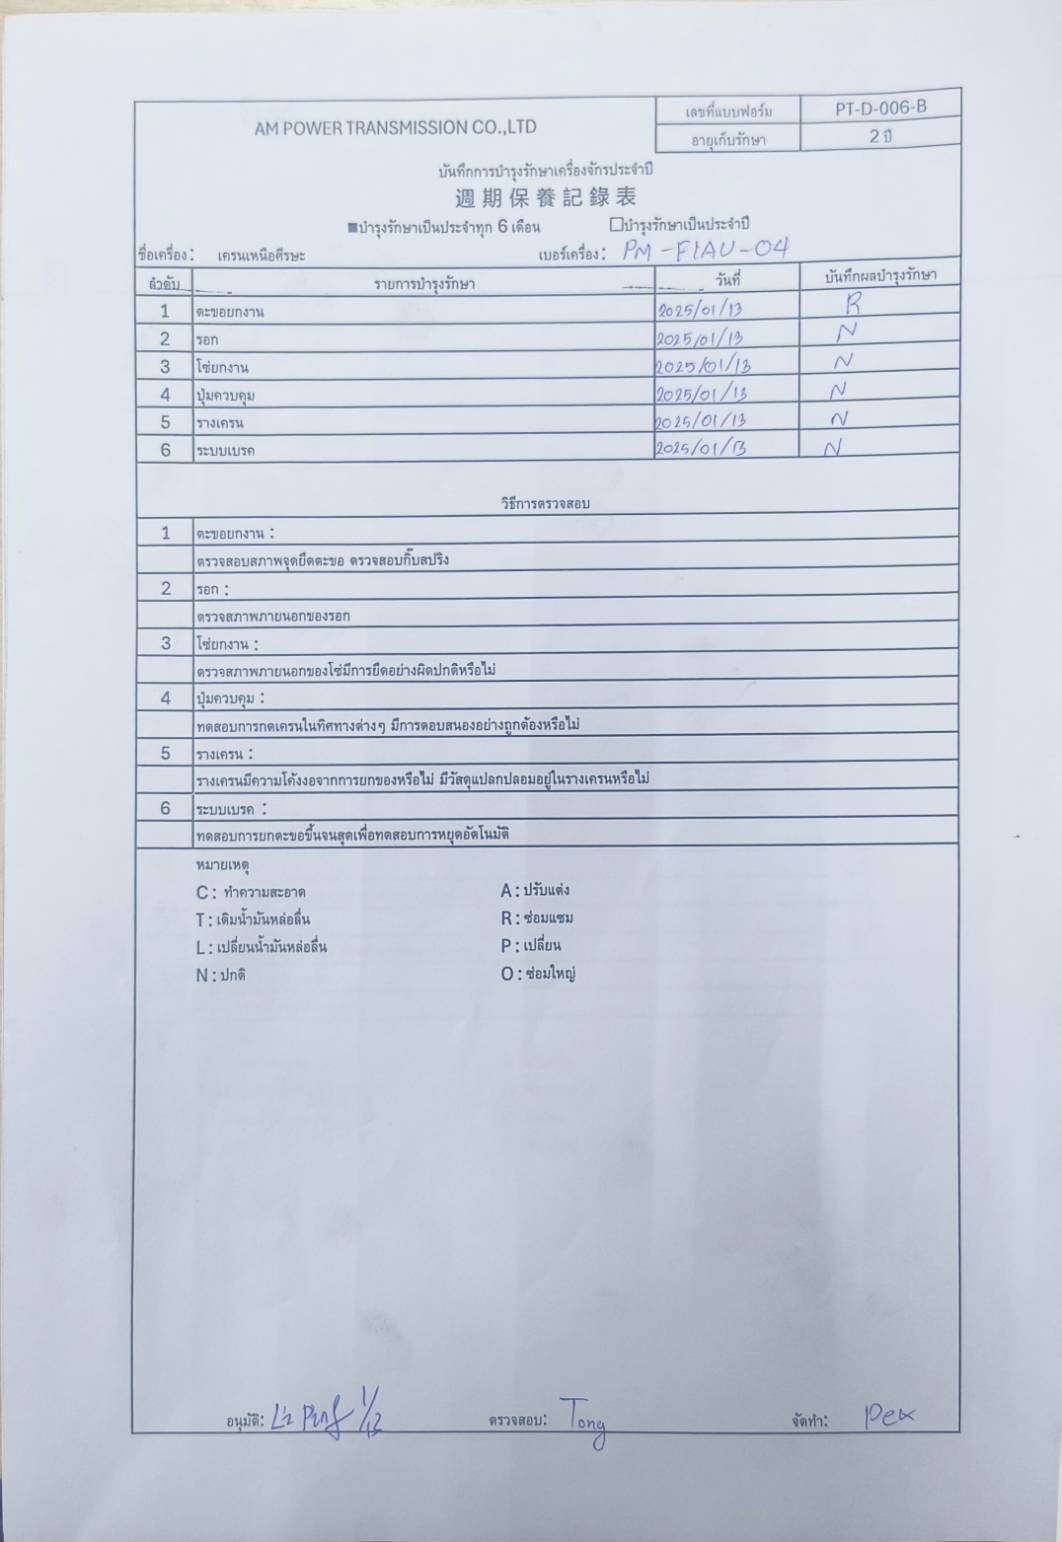 AM POWER TRANSMISSION CO.,LTD
เลขที่แบบฟอร์ม PT-D-006-B
อายุเก็บรักษา 2 ปี
บันทึกการบำรุงรักษาเครื่องจักรประจำปี
週期保養記錄表
■บำรุงรักษาเป็นประจำทุก 6 เดือน □บำรุงรักษาเป็นประจำปี
ชื่อเครื่อง: เครนเหนือศีรษะ เบอร์เครื่อง: PM-F1AU-04
ลำดับ รายการบำรุงรักษา วันที่ บันทึกผลบำรุงรักษา
1 ตะขอยกงาน 2025/01/13 R
2 รอก 2025/01/13 N
3 โซ่ยกงาน 2025/01/13 N
4 ปุ่มควบคุม 2025/01/13 N
5 รางเครน 2025/01/13 N
6 ระบบเบรค 2025/01/13 N
วิธีการตรวจสอบ
1 ตะขอยกงาน :
ตรวจสอบสภาพจุดยึดตะขอ ตรวจสอบกิ๊บสปริง
2 รอก :
ตรวจสภาพภายนอกของรอก
3 โซ่ยกงาน :
ตรวจสภาพภายนอกของโซ่มีการยืดอย่างผิดปกติหรือไม่
4 ปุ่มควบคุม :
ทดสอบการกดเครนในทิศทางต่างๆ มีการตอบสนองอย่างถูกต้องหรือไม่
5 รางเครน :
รางเครนมีความโค้งงอจากการยกของหรือไม่ มีวัสดุแปลกปลอมอยู่ในรางเครนหรือไม่
6 ระบบเบรค :
ทดสอบการยกตะขอขึ้นจนสุดเพื่อทดสอบการหยุดอัตโนมัติ
หมายเหตุ
C : ทำความสะอาด A : ปรับแต่ง
T : เติมน้ำมันหล่อลื่น R : ซ่อมแซม
L : เปลี่ยนน้ำมันหล่อลื่น P : เปลี่ยน
N : ปกติ O : ซ่อมใหญ่
อนุมัติ: ตรวจสอบ: Tong จัดทำ: